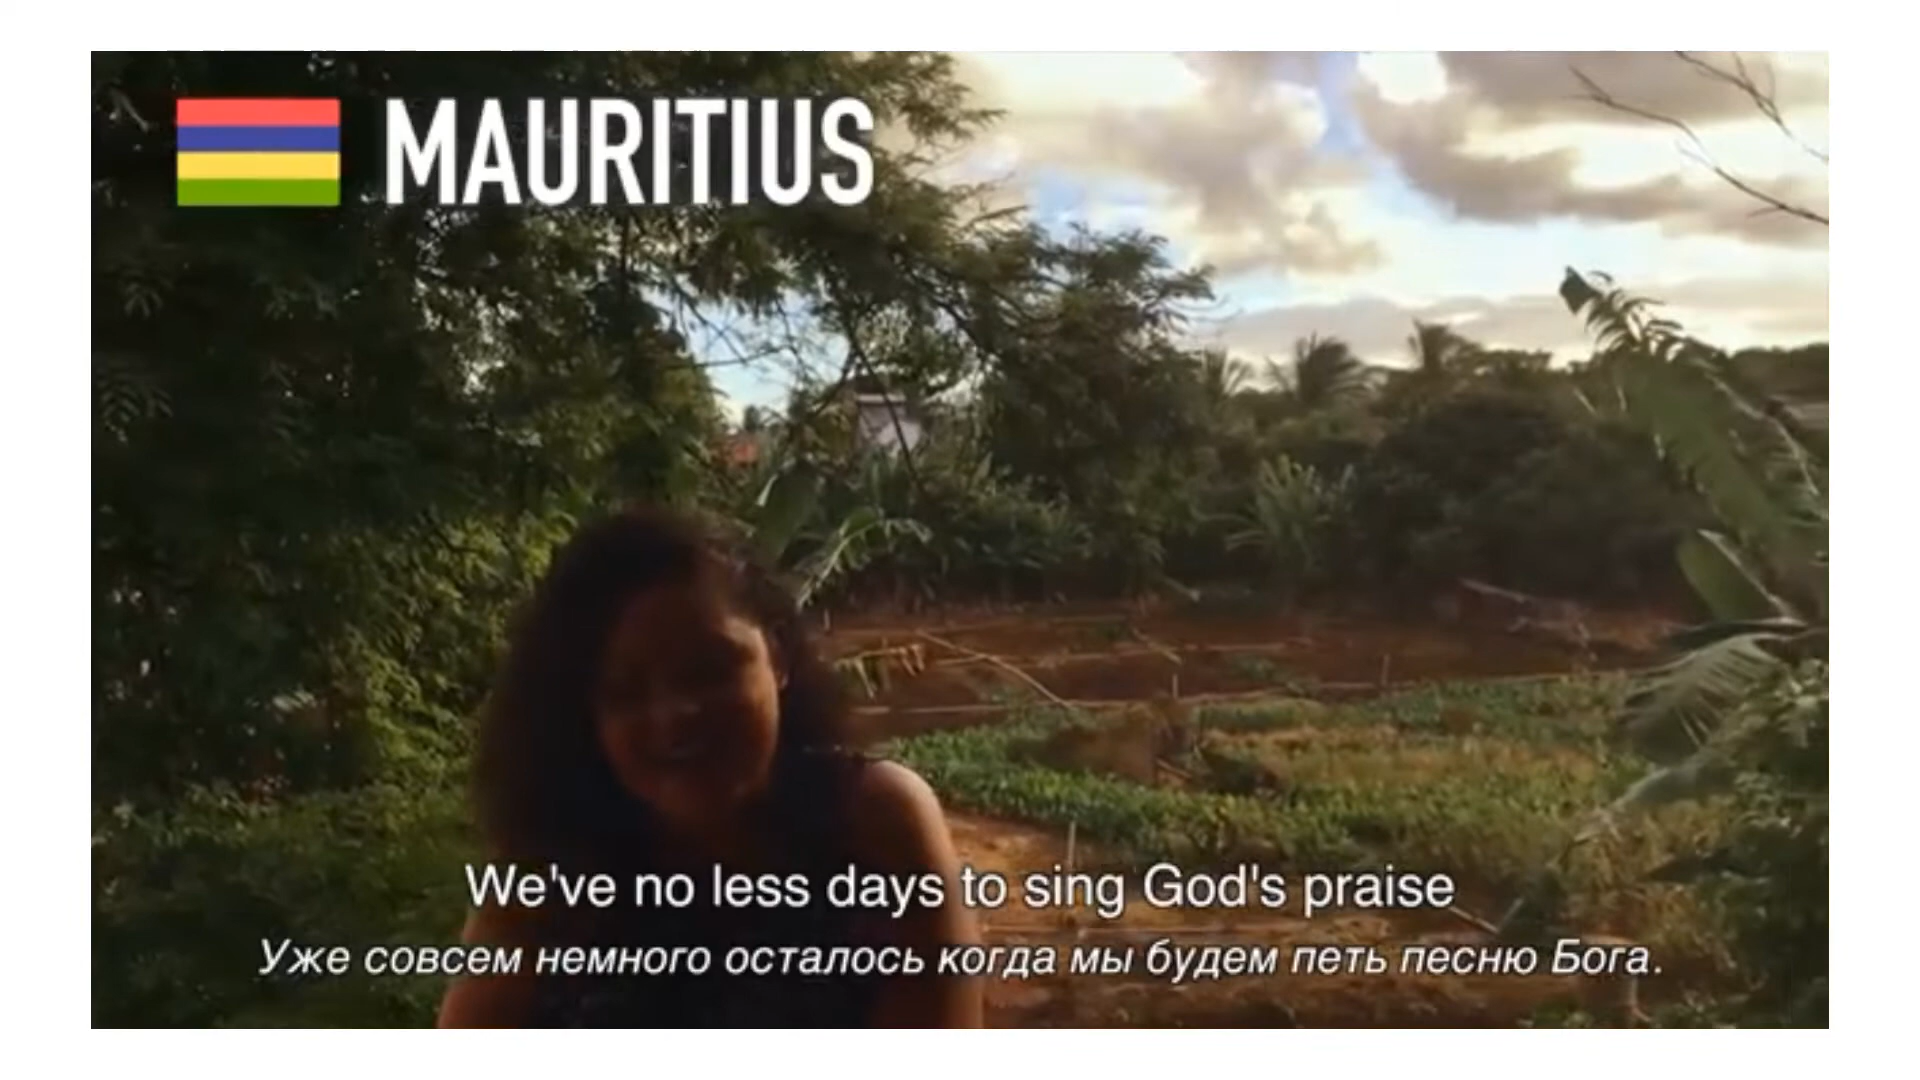 MAURITIUS
We've no less days to sing God's praise
Уже совсем немного осталось когда мы будем петь песню Бога.